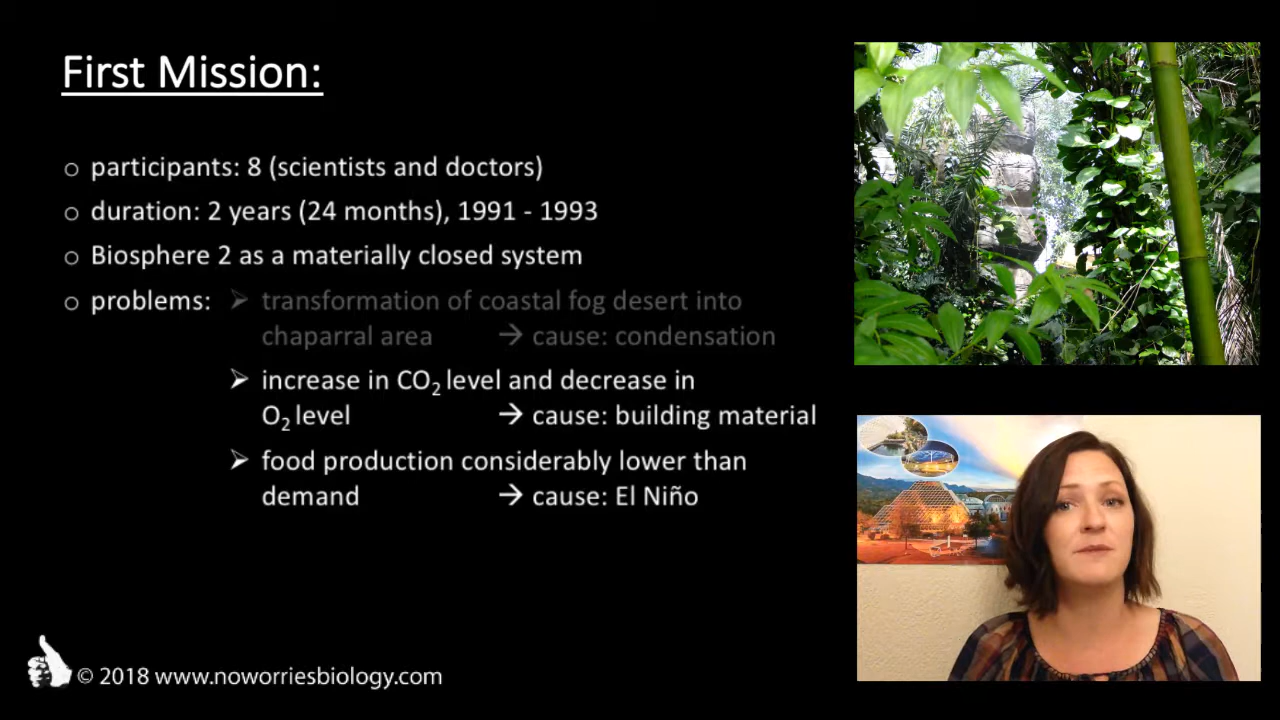 First Mission:
o participants: 8 (scientists and doctors)
o duration: 2 years (24 months), 1991 - 1993
o Biosphere 2 as a materially closed system
o problems: ➢ transformation of coastal fog desert into
chaparral area → cause: condensation
➢ increase in CO₂ level and decrease in
O₂ level → cause: building material
➢ food production considerably lower than
demand → cause: El Niño
© 2018 www.noworriesbiology.com